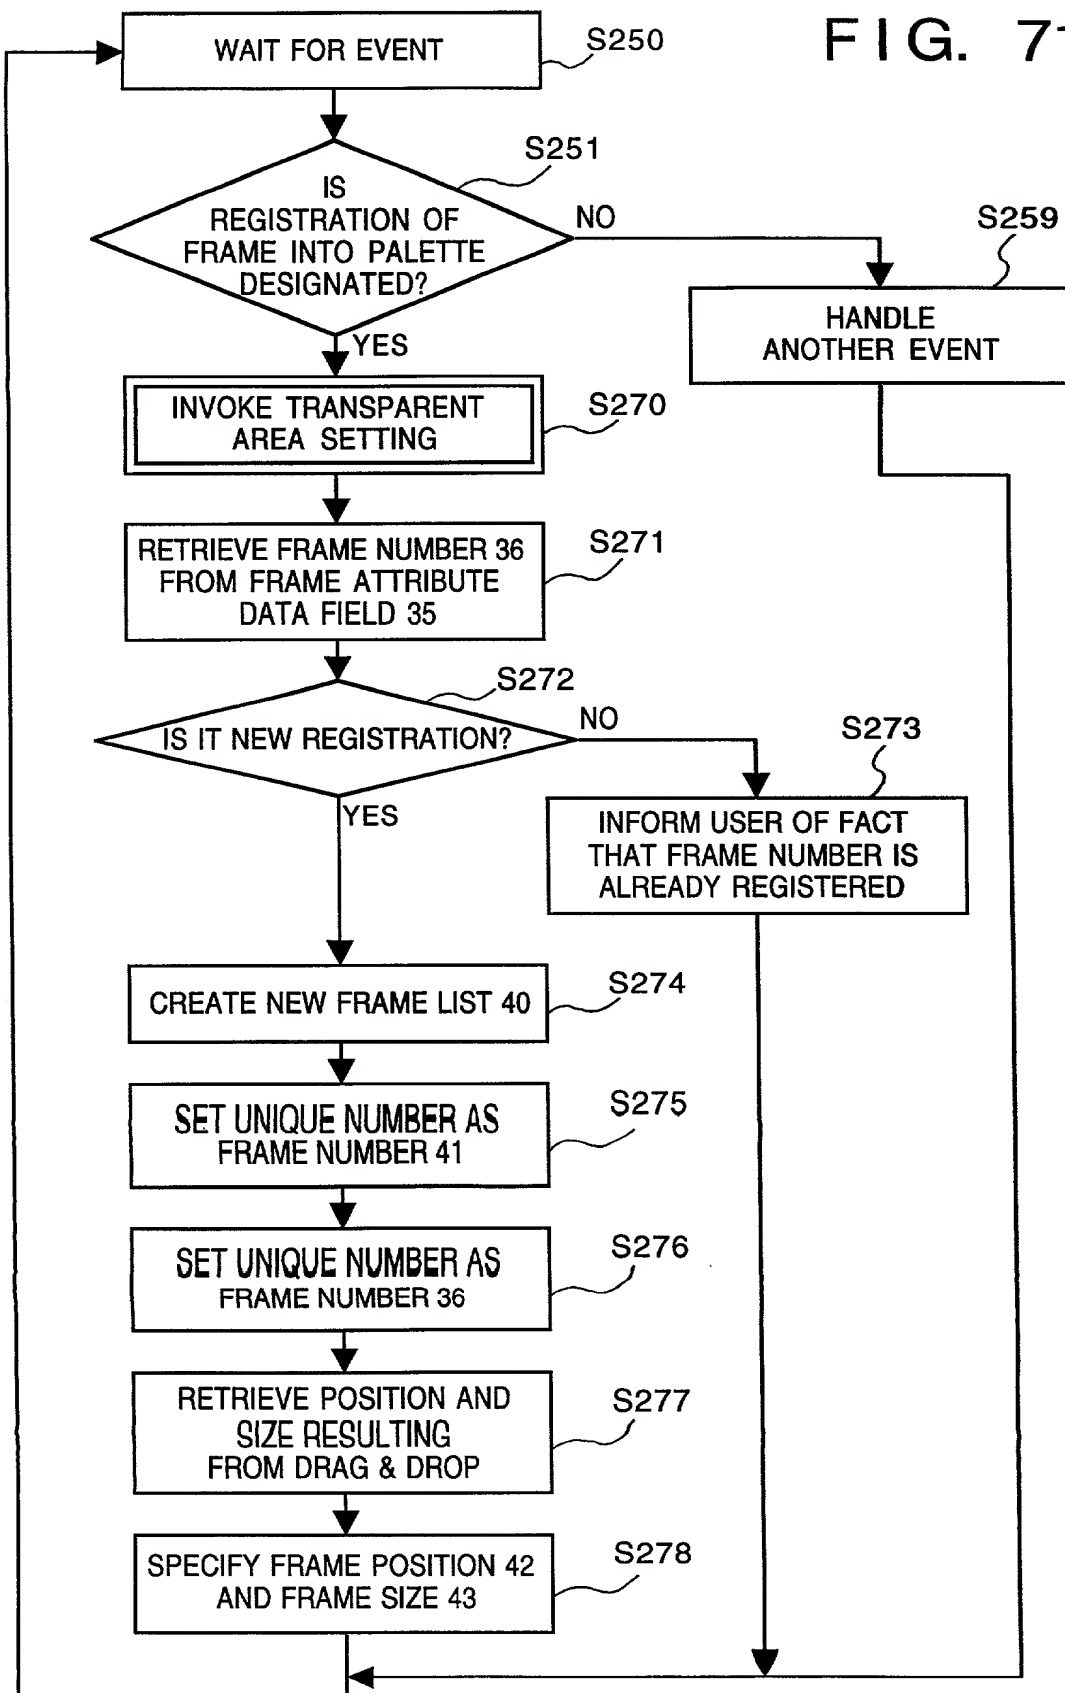 FIG. 71
WAIT FOR EVENT
S250
S251
IS
REGISTRATION OF
FRAME INTO PALETTE
DESIGNATED?
NO
S259
HANDLE
ANOTHER EVENT
YES
INVOKE TRANSPARENT
AREA SETTING
S270
RETRIEVE FRAME NUMBER 36
FROM FRAME ATTRIBUTE
DATA FIELD 35
S271
S272
IS IT NEW REGISTRATION?
NO
S273
INFORM USER OF FACT
THAT FRAME NUMBER IS
ALREADY REGISTERED
YES
CREATE NEW FRAME LIST 40
S274
SET UNIQUE NUMBER AS
FRAME NUMBER 41
S275
SET UNIQUE NUMBER AS
FRAME NUMBER 36
S276
RETRIEVE POSITION AND
SIZE RESULTING
FROM DRAG & DROP
S277
SPECIFY FRAME POSITION 42
AND FRAME SIZE 43
S278